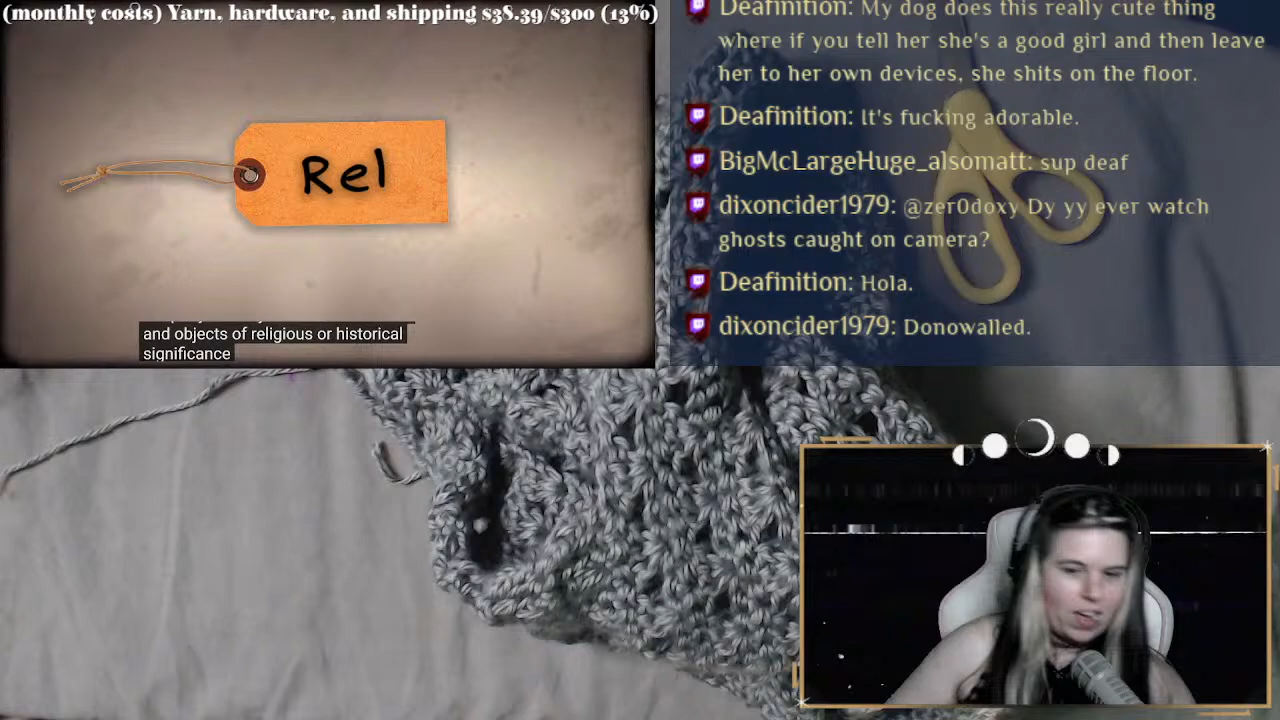 (monthly costs) Yarn, hardware, and shipping $38.39/$300 (13%)
Rel
and objects of religious or historical
significance
Deafinition: My dog does this really cute thing
where if you tell her she's a good girl and then leave
her to her own devices, she shits on the floor.
Deafinition: It's fucking adorable.
BigMcLargeHuge_alsomatt: sup deaf
dixoncider1979: @zer0doxy Dy yy ever watch
ghosts caught on camera?
Deafinition: Hola.
dixoncider1979: Donowalled.